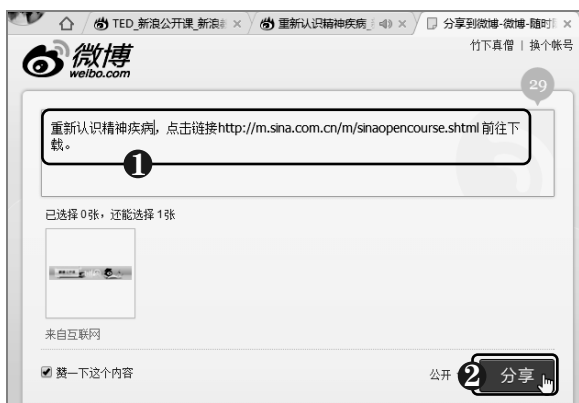 TED_新浪公开课_新浪
重新认识精神疾病_
分享到微博-微博-随时
微博
weibo.com
竹下真僧 | 换个帐号
29
重新认识精神疾病，点击链接http://m.sina.com.cn/m/sinaopencourse.shtml 前往下
载。
1
已选择 0张，还能选择 1张
来自互联网
赞一下这个内容
公开
2
分享